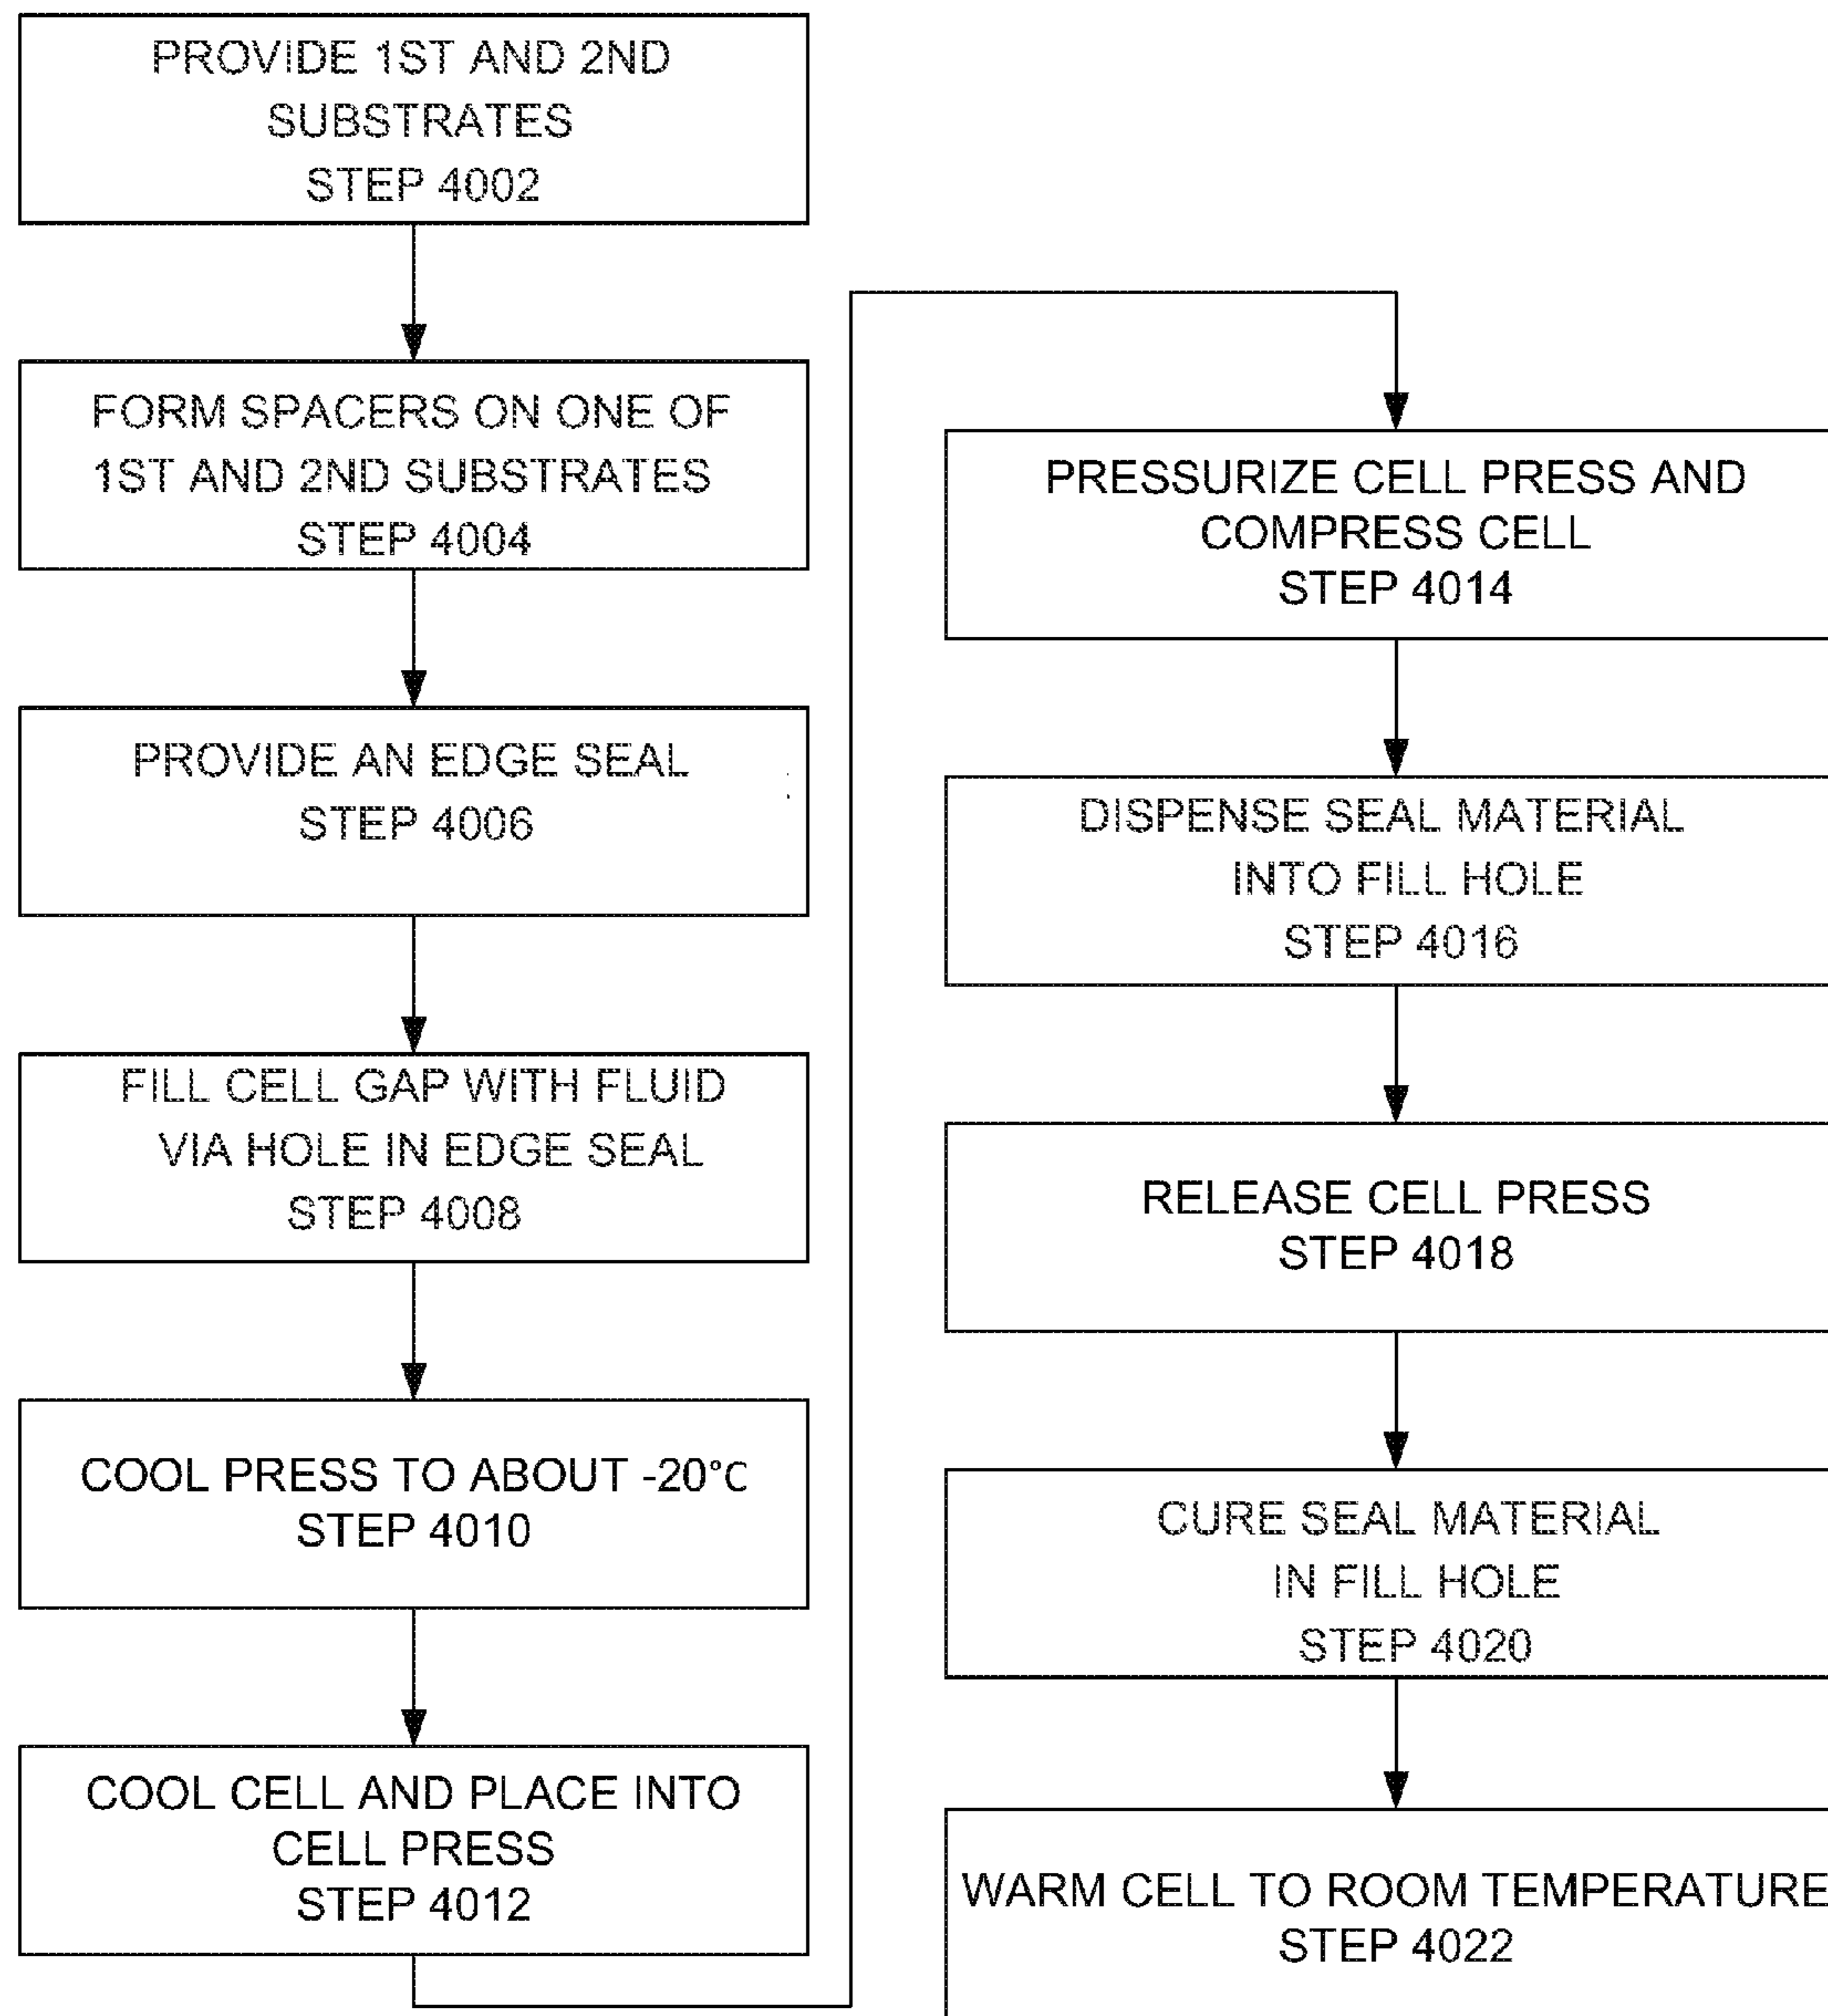 PROVIDE 1ST AND 2ND
SUBSTRATES
STEP 4002
FORM SPACERS ON ONE OF
1ST AND 2ND SUBSTRATES
STEP 4004
PROVIDE AN EDGE SEAL
STEP 4006
FILL CELL GAP WITH FLUID
VIA HOLE IN EDGE SEAL
STEP 4008
COOL PRESS TO ABOUT -20°C
STEP 4010
COOL CELL AND PLACE INTO
CELL PRESS
STEP 4012
PRESSURIZE CELL PRESS AND
COMPRESS CELL
STEP 4014
DISPENSE SEAL MATERIAL
INTO FILL HOLE
STEP 4016
RELEASE CELL PRESS
STEP 4018
CURE SEAL MATERIAL
IN FILL HOLE
STEP 4020
WARM CELL TO ROOM TEMPERATURE
STEP 4022